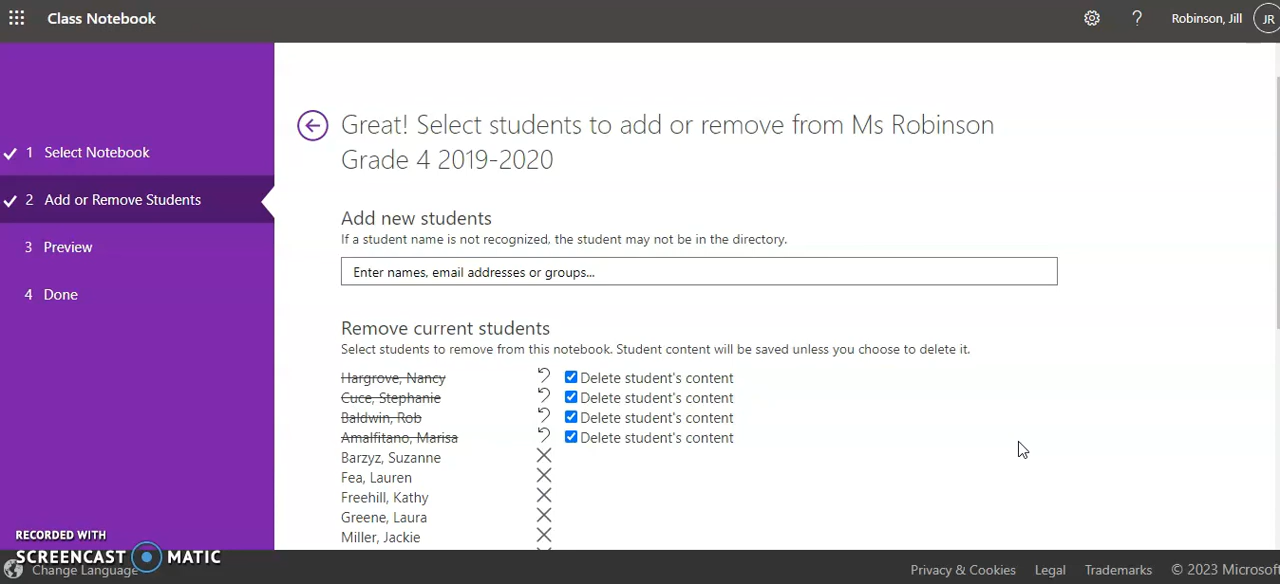 Class Notebook
?
Robinson, Jill
JR
1 Select Notebook
2 Add or Remove Students
3 Preview
4 Done
Great! Select students to add or remove from Ms Robinson
Grade 4 2019-2020
Add new students
If a student name is not recognized, the student may not be in the directory.
Enter names, email addresses or groups...
Remove current students
Select students to remove from this notebook. Student content will be saved unless you choose to delete it.
Hargrove, Nancy Delete student's content
Cuce, Stephanie Delete student's content
Baldwin, Rob Delete student's content
Amalfitano, Marisa Delete student's content
Barzyz, Suzanne
Fea, Lauren
Freehill, Kathy
Greene, Laura
Miller, Jackie
RECORDED WITH
SCREENCAST MATIC
Change Language
Privacy & Cookies
Legal
Trademarks
© 2023 Microsoft